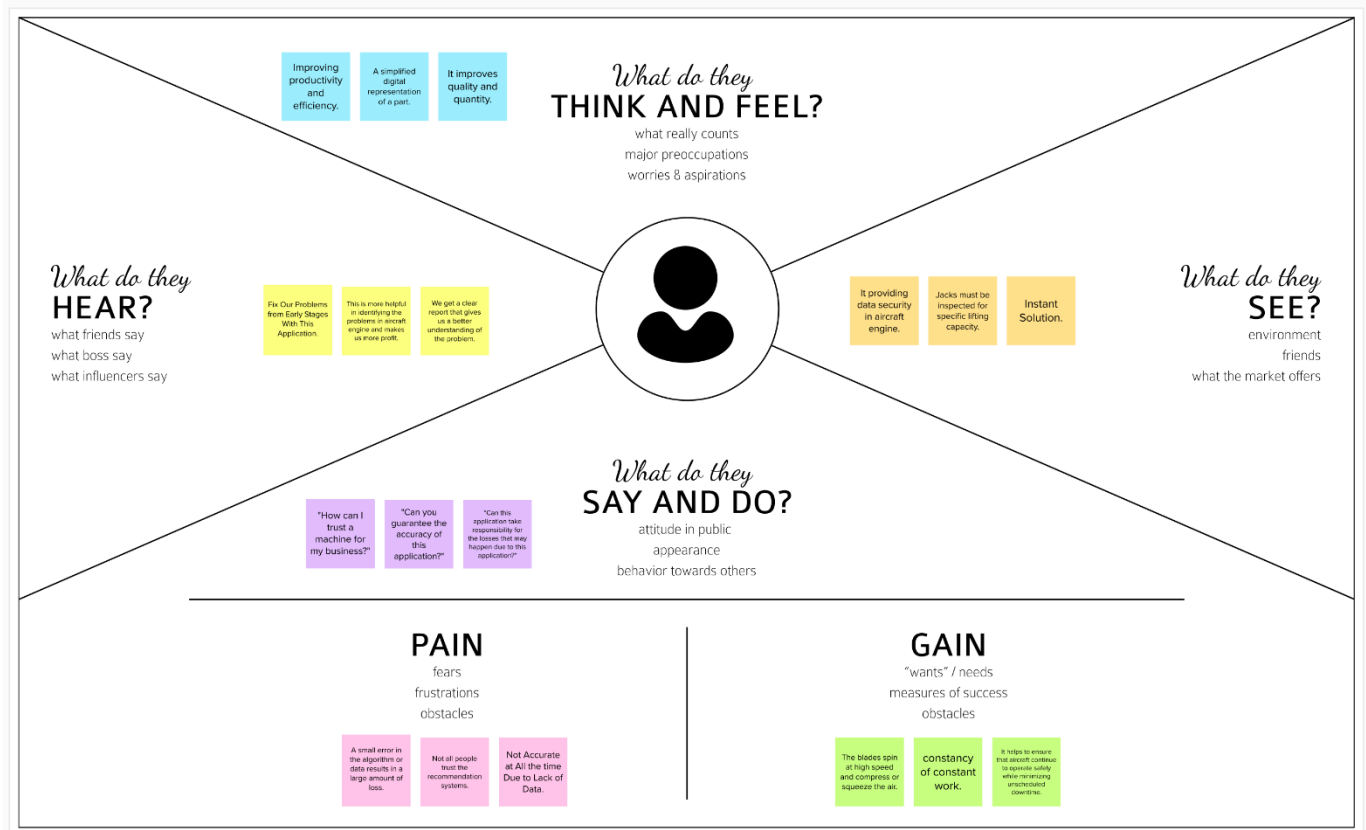 Improving
productivity
and
efficiency.
A simplified
digital
representation
of a part.
It improves
quality and
quantity.
What do they
THINK AND FEEL?
what really counts
major preoccupations
worries & aspirations
What do they
HEAR?
what friends say
what boss say
what influencers say
Fix Our Problems
from Early Stages
With This
Application.
This is more helpful
in identifying the
problems in aircraft
engine and makes
us more profit.
We get a clear
report that gives
us a better
understanding of
the problem.
It providing
data security
in aircraft
engine.
Jacks must be
inspected for
specific lifting
capacity.
Instant
Solution.
What do they
SEE?
environment
friends
what the market offers
What do they
SAY AND DO?
attitude in public
appearance
behavior towards others
"How can I
trust a
machine for
my business?"
"Can you
guarantee the
accuracy of
this
application?"
"Can this
application take
responsibility for
the losses that may
happen due to this
application?"
PAIN
fears
frustrations
obstacles
A small error in
the algorithm or
data results in a
large amount of
loss.
Not all people
trust the
recommendation
systems.
Not Accurate
at All the time
Due to Lack of
Data.
GAIN
"wants" / needs
measures of success
obstacles
The blades spin
at high speed
and compress or
squeeze the air.
constancy
of constant
work.
It helps to ensure
that aircraft continue
to operate safely
while minimizing
unscheduled
downtime.